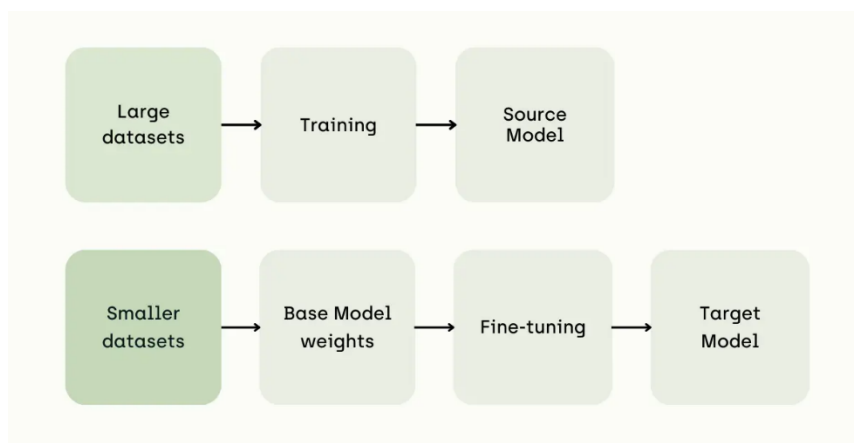 Large
datasets
Training
Source
Model
Smaller
datasets
Base Model
weights
Fine-tuning
Target
Model